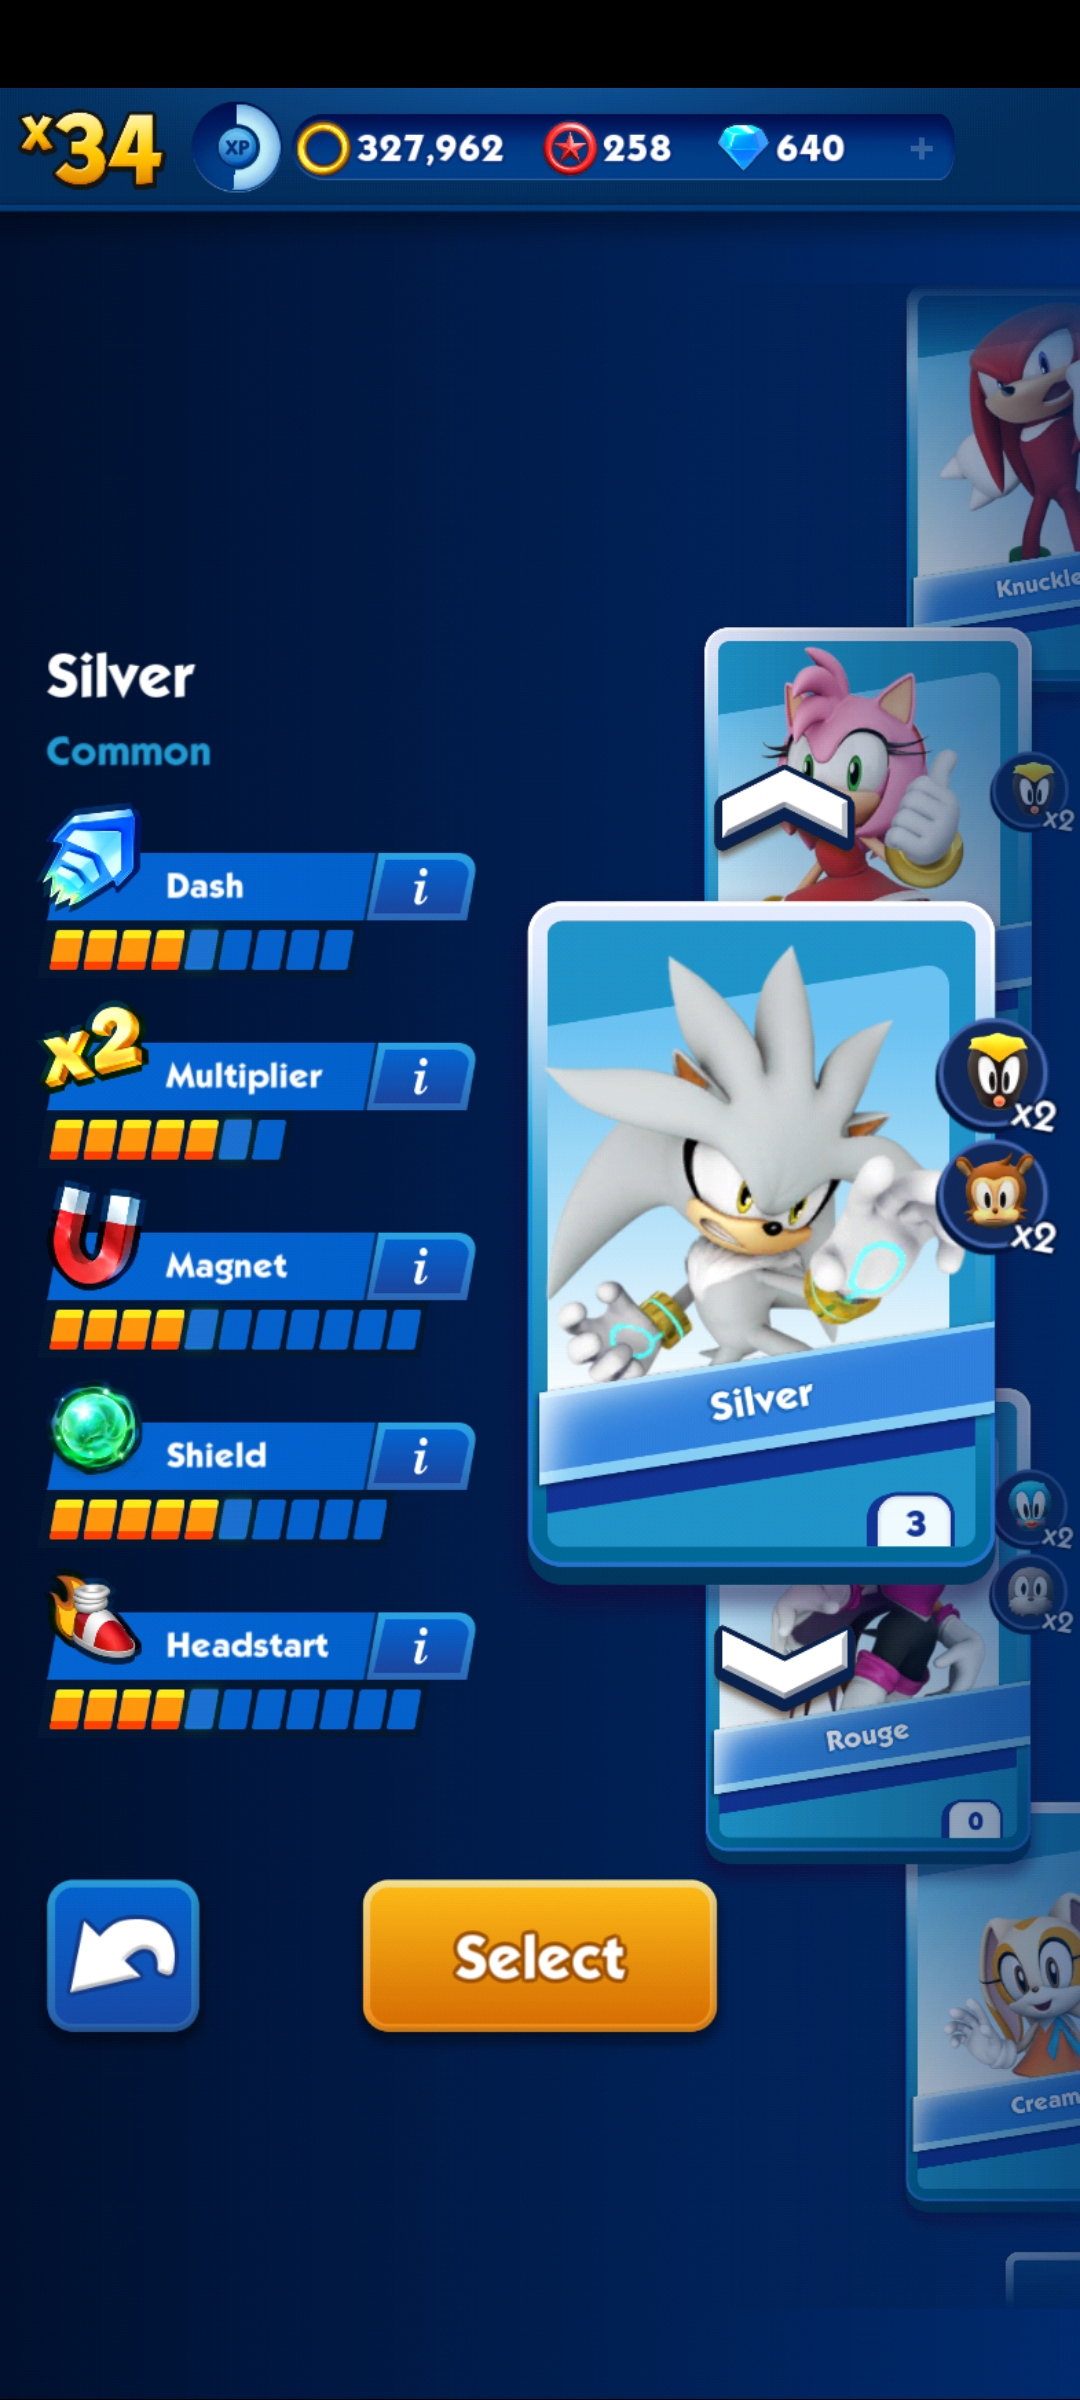 x34
XP
327,962
258
640
+
Silver
Common
Dash
i
x2
Multiplier
i
Magnet
i
Shield
i
Headstart
i
Knuckle
x2
x2
x2
Silver
3
x2
x2
Rouge
0
Select
Cream